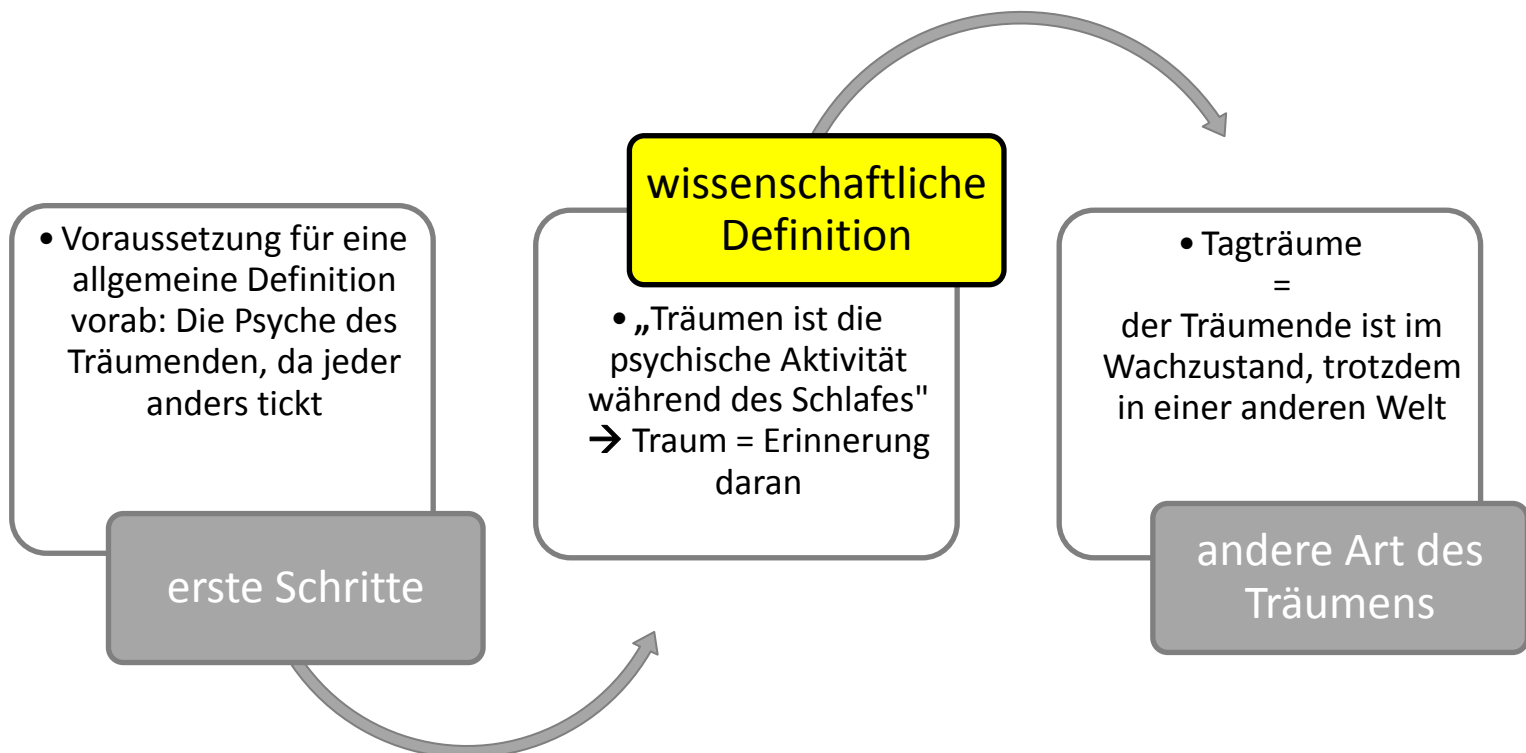 • Voraussetzung für eine
allgemeine Definition
vorab: Die Psyche des
Träumenden, da jeder
anders tickt
erste Schritte
wissenschaftliche
Definition
• „Träumen ist die
psychische Aktivität
während des Schlafes"
→ Traum = Erinnerung
daran
• Tagträume
=
der Träumende ist im
Wachzustand, trotzdem
in einer anderen Welt
andere Art des
Träumens